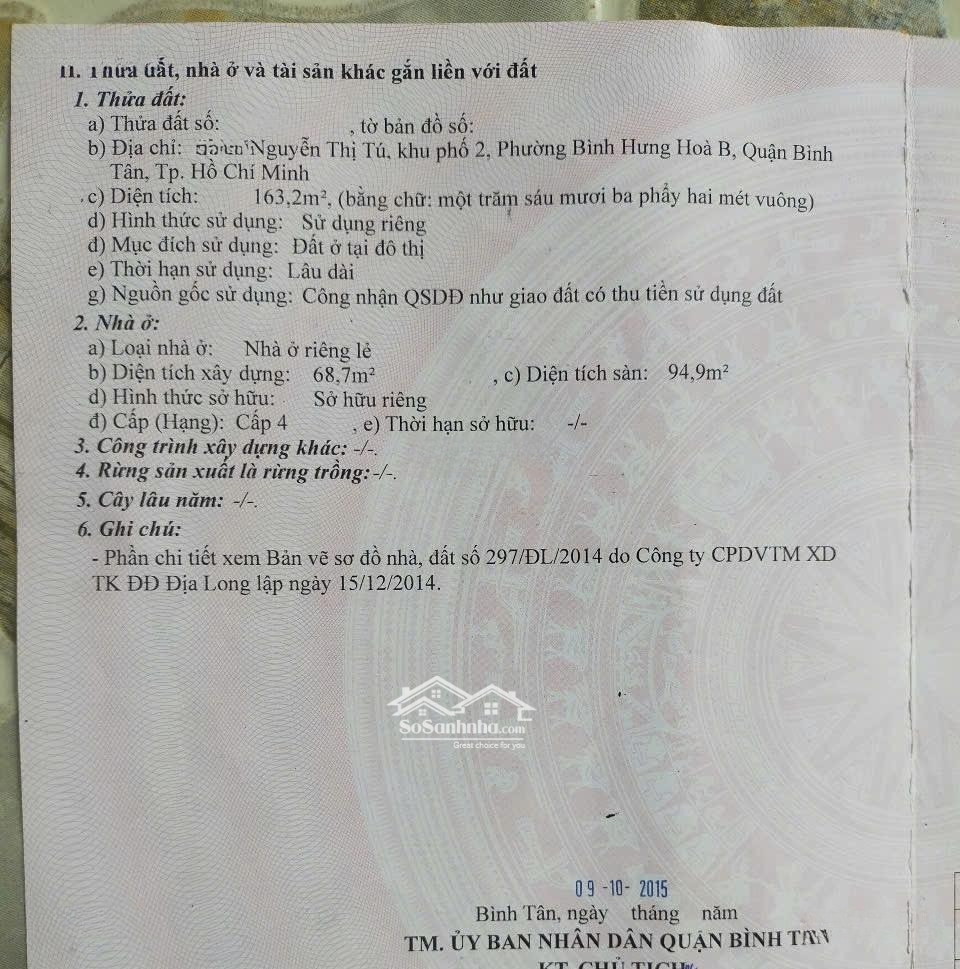 II. Thửa đất, nhà ở và tài sản khác gắn liền với đất
1. Thửa đất:
a) Thửa đất số: , tờ bản đồ số:
b) Địa chỉ: Nguyễn Thị Tú, khu phố 2, Phường Bình Hưng Hoà B, Quận Bình
Tân, Tp. Hồ Chí Minh
c) Diện tích: 163,2m², (bằng chữ: một trăm sáu mươi ba phẩy hai mét vuông)
d) Hình thức sử dụng: Sử dụng riêng
đ) Mục đích sử dụng: Đất ở tại đô thị
e) Thời hạn sử dụng: Lâu dài
g) Nguồn gốc sử dụng: Công nhận QSDĐ như giao đất có thu tiền sử dụng đất
2. Nhà ở:
a) Loại nhà ở: Nhà ở riêng lẻ
b) Diện tích xây dựng: 68,7m² , c) Diện tích sàn: 94,9m²
d) Hình thức sở hữu: Sở hữu riêng
đ) Cấp (Hạng): Cấp 4 , e) Thời hạn sở hữu: -/-
3. Công trình xây dựng khác: -/-.
4. Rừng sản xuất là rừng trồng: -/-.
5. Cây lâu năm: -/-.
6. Ghi chú:
- Phần chi tiết xem Bản vẽ sơ đồ nhà, đất số 297/ĐL/2014 do Công ty CPDVTM XD
TK ĐĐ Địa Long lập ngày 15/12/2014.
SoSanhnha.com
Great choice for you
09 -10- 2015
Bình Tân, ngày tháng năm
TM. ỦY BAN NHÂN DÂN QUẬN BÌNH TÂN
KT. CHỦ TỊCH